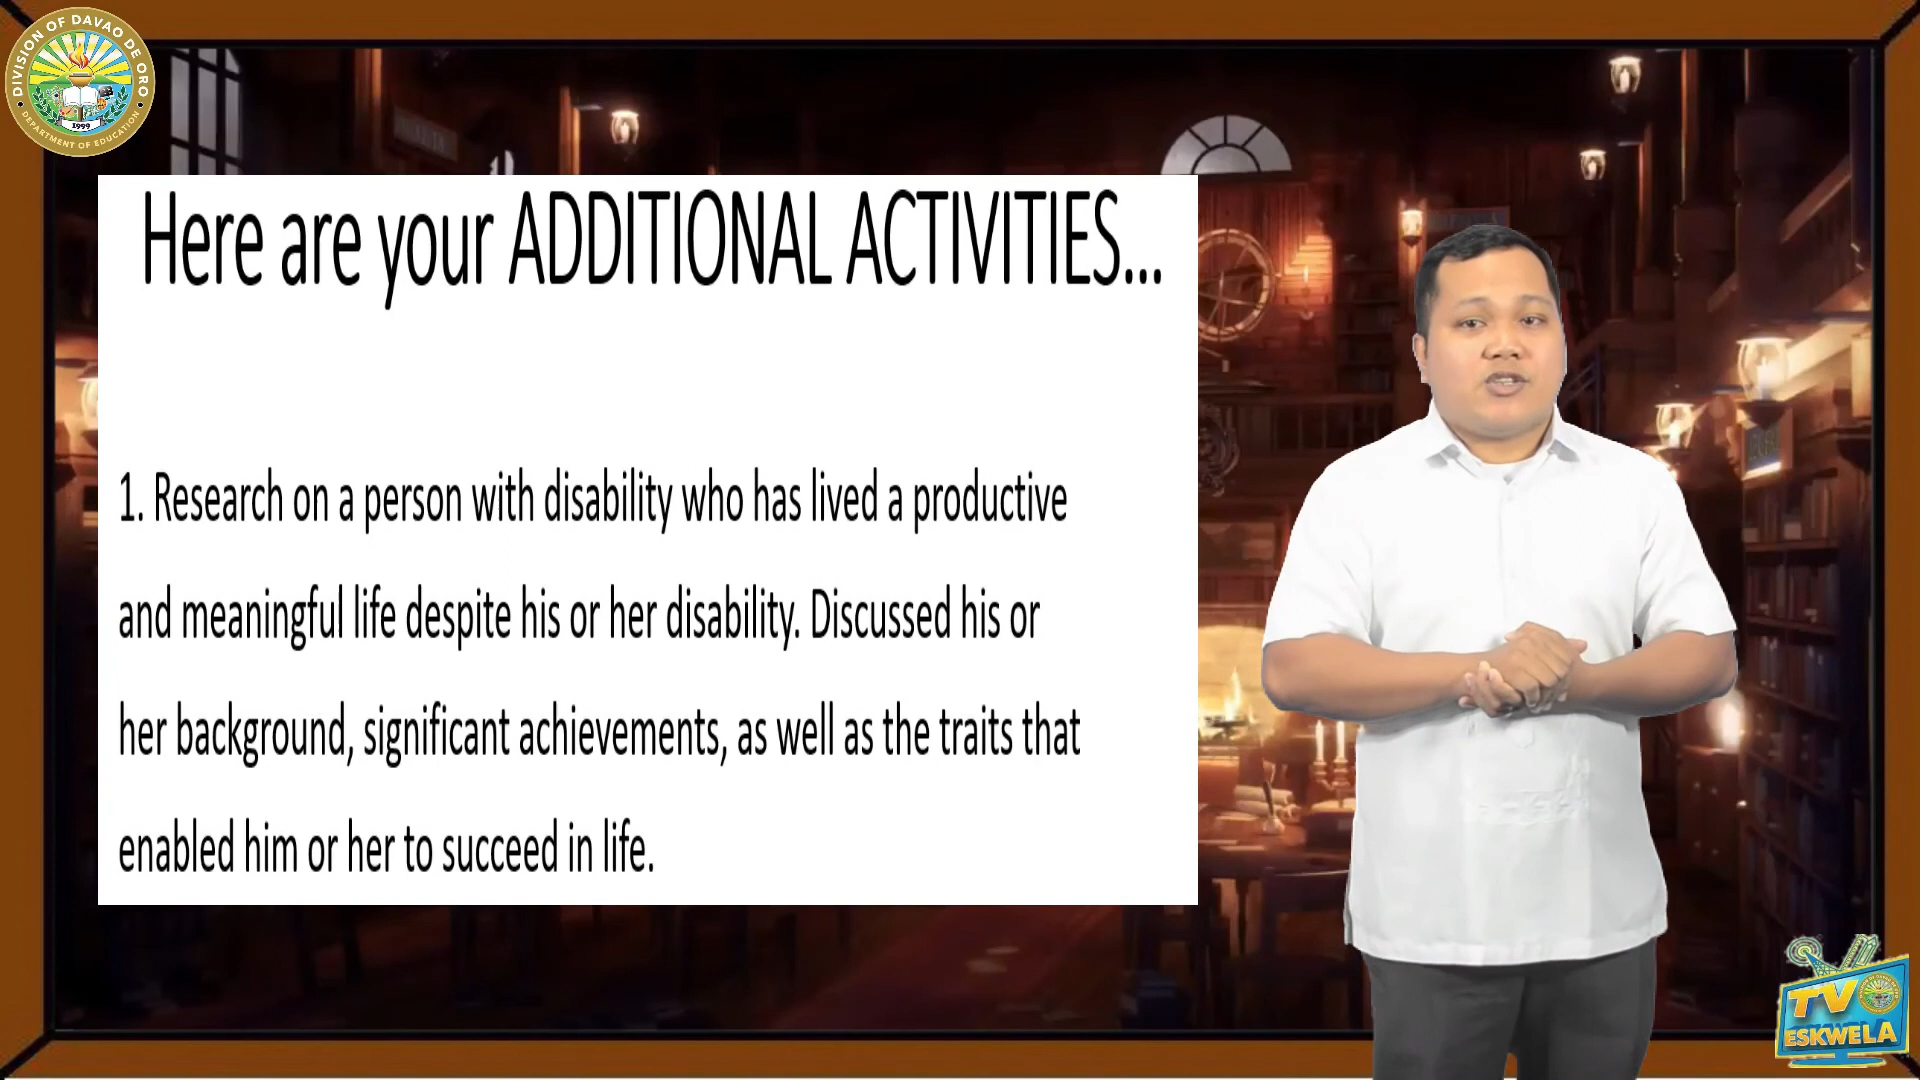 DIVISION OF DAVAO DE ORO
1999
DEPARTMENT OF EDUCATION
Here are your ADDITIONAL ACTIVITIES...
1. Research on a person with disability who has lived a productive
and meaningful life despite his or her disability. Discussed his or
her background, significant achievements, as well as the traits that
enabled him or her to succeed in life.
TV
ESKWELA